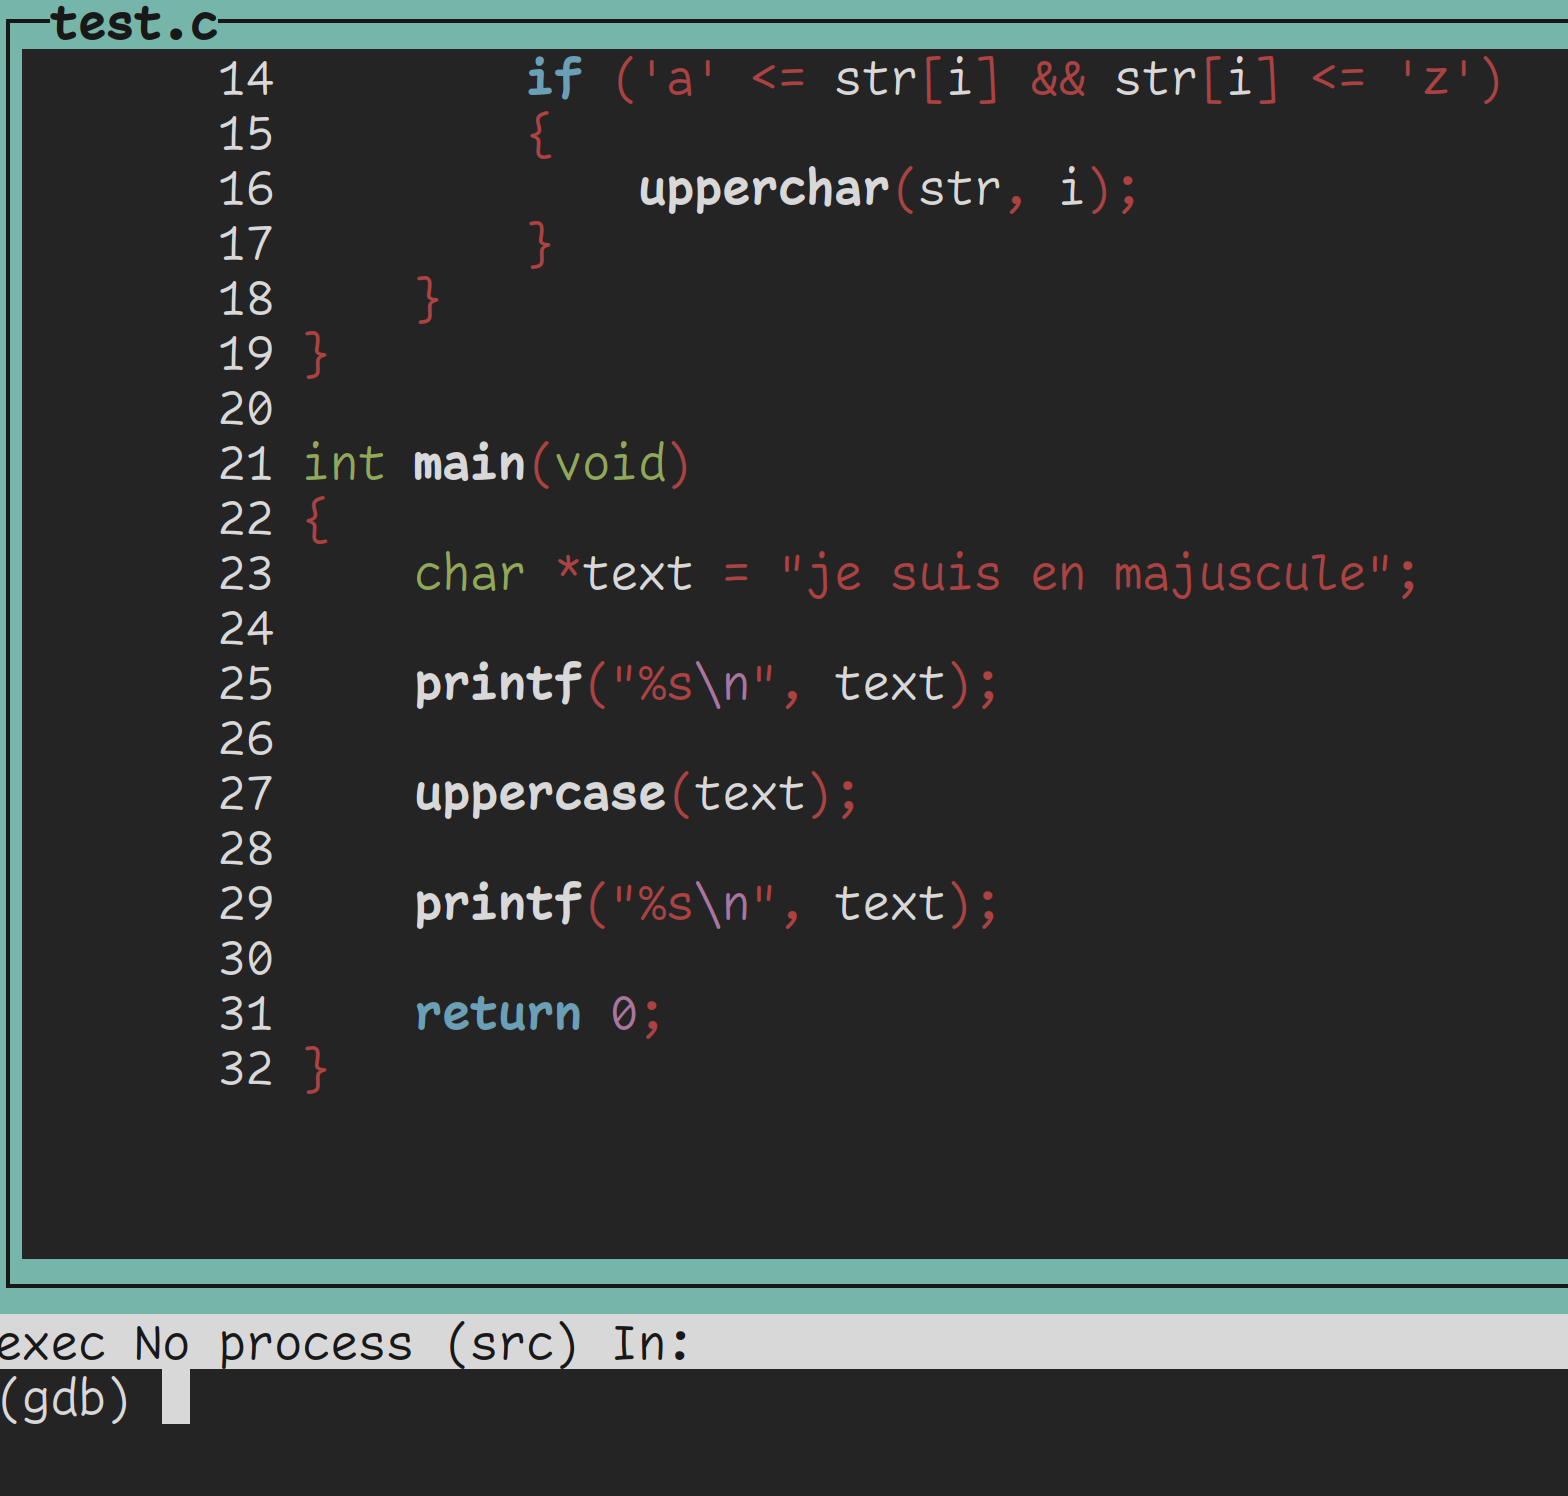 test.c
14         if ('a' <= str[i] && str[i] <= 'z')
15         {
16             upperchar(str, i);
17         }
18     }
19 }
20
21 int main(void)
22 {
23     char *text = "je suis en majuscule";
24
25     printf("%s\n", text);
26
27     uppercase(text);
28
29     printf("%s\n", text);
30
31     return 0;
32 }
exec No process (src) In:
(gdb)